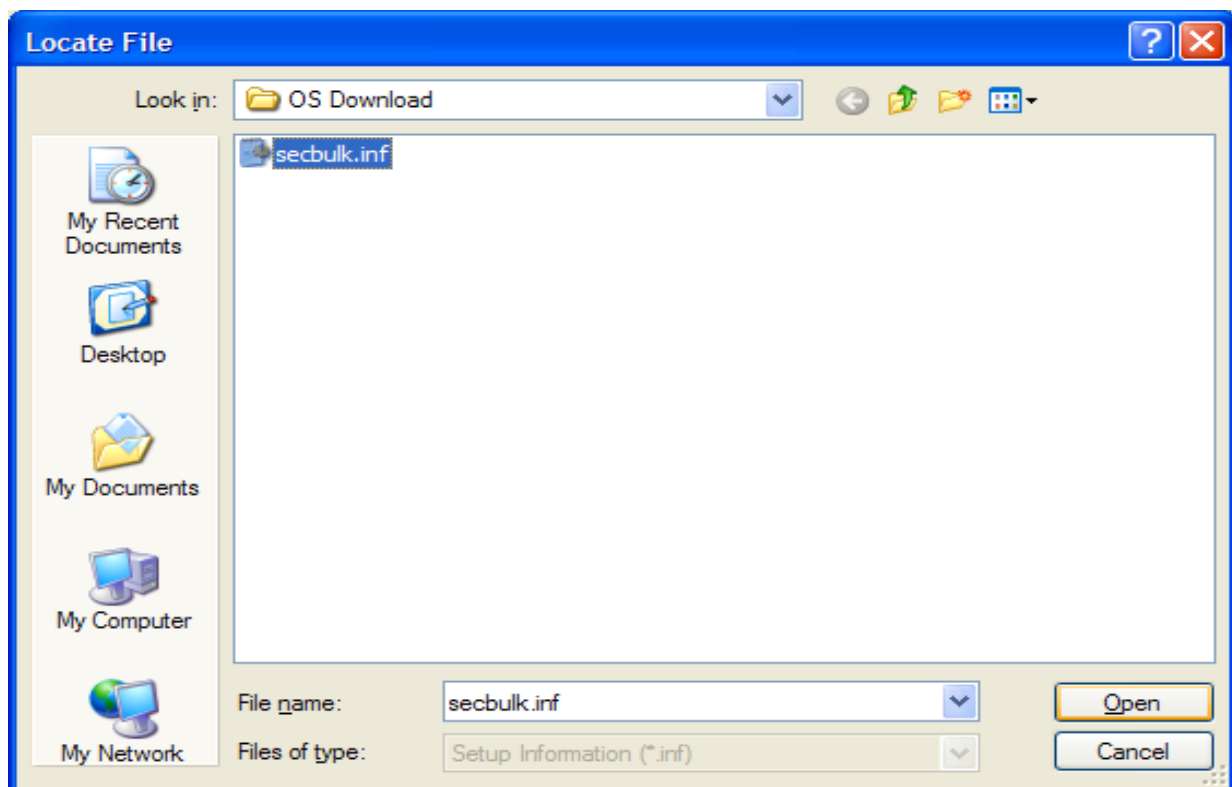 Locate File
Look in:
OS Download
secbulk.inf
My Recent
Documents
Desktop
My Documents
My Computer
My Network
File name:
secbulk.inf
Open
Files of type:
Setup Information (*.inf)
Cancel